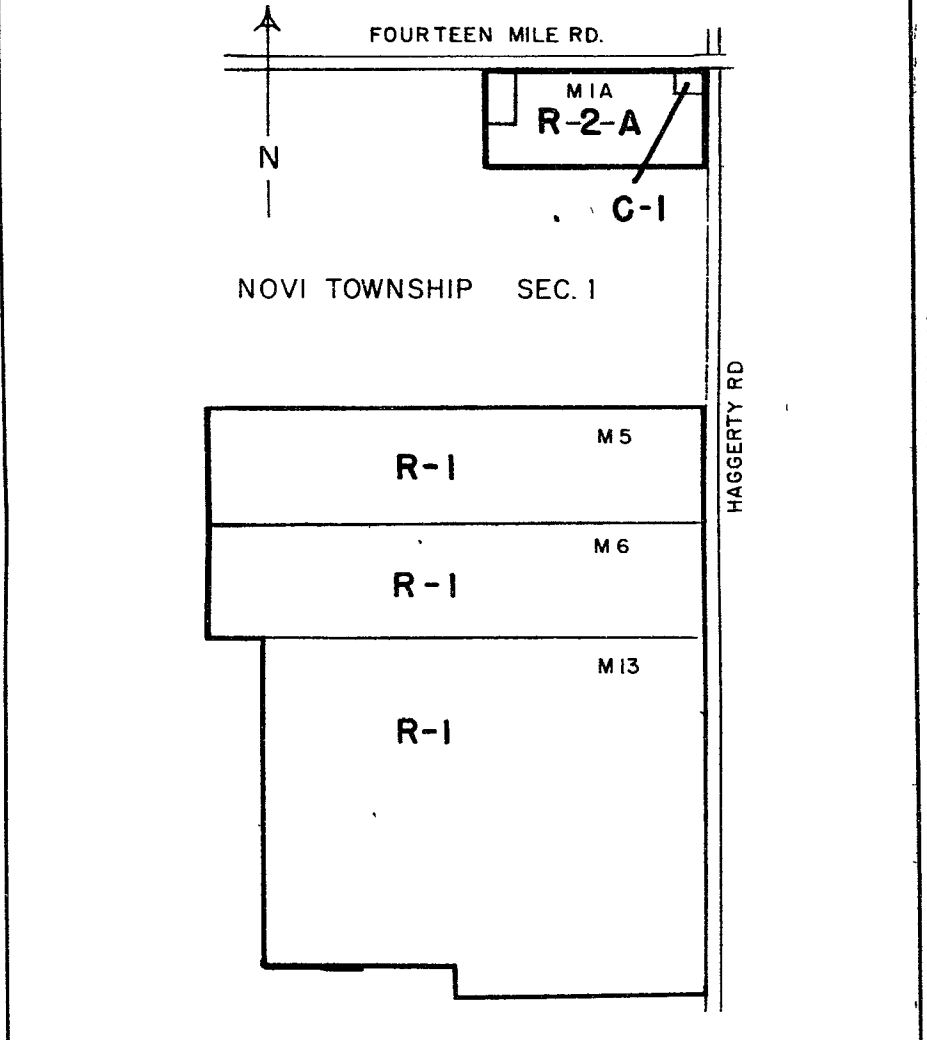 FOURTEEN MILE RD.
M1A
R-2-A
N
C-1
NOVI TOWNSHIP SEC. 1
HAGGERTY RD
M5
R-1
M6
R-1
M13
R-1